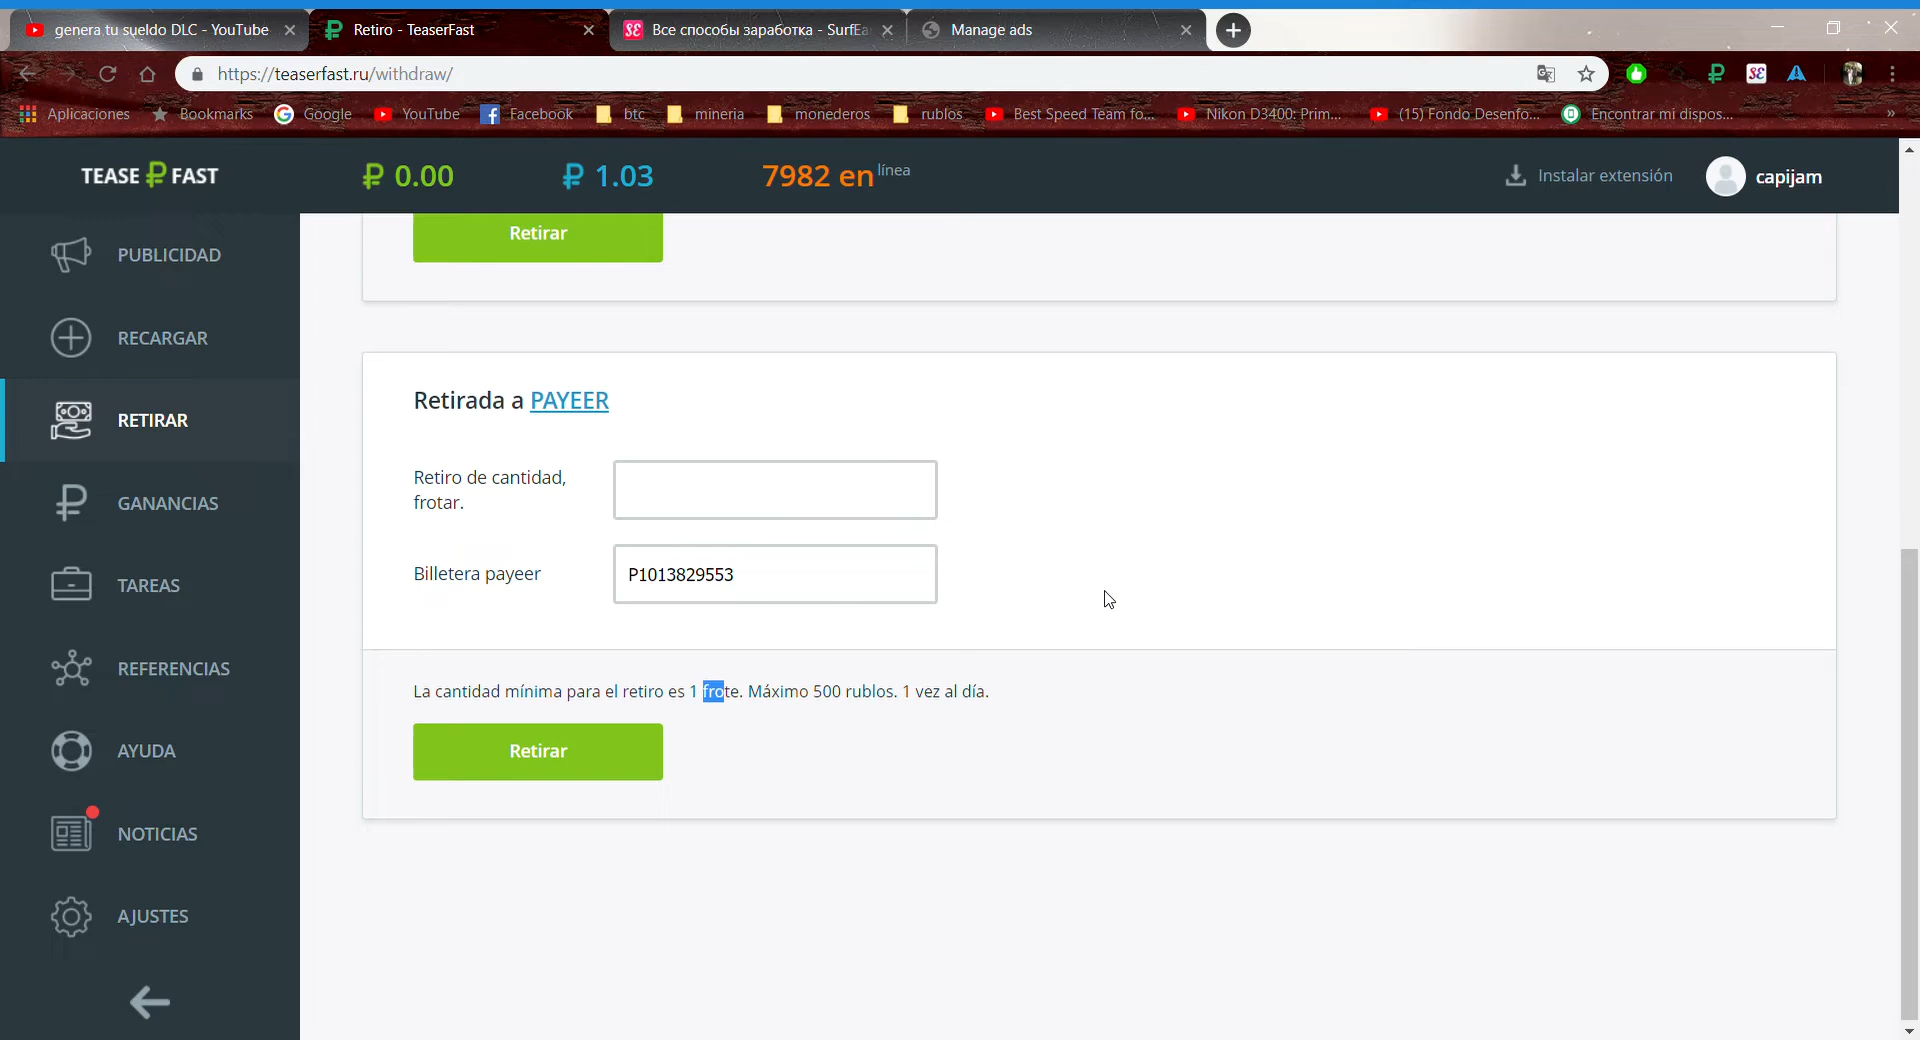 genera tu sueldo DLC - YouTube
Retiro - TeaserFast
Все способы заработка - SurfEa
Manage ads
https://teaserfast.ru/withdraw/
Aplicaciones
Bookmarks
Google
YouTube
Facebook
btc
mineria
monederos
rublos
Best Speed Team fo...
Nikon D3400: Prim...
(15) Fondo Desenfo...
Encontrar mi dispos...
»
TEASE₽FAST
₽ 0.00
₽ 1.03
7982 en línea
Instalar extensión
capijam
PUBLICIDAD
RECARGAR
RETIRAR
GANANCIAS
TAREAS
REFERENCIAS
AYUDA
NOTICIAS
AJUSTES
Retirar
Retirada a PAYEER
Retiro de cantidad,
frotar.
Billetera payeer
P1013829553
La cantidad mínima para el retiro es 1 frote. Máximo 500 rublos. 1 vez al día.
Retirar